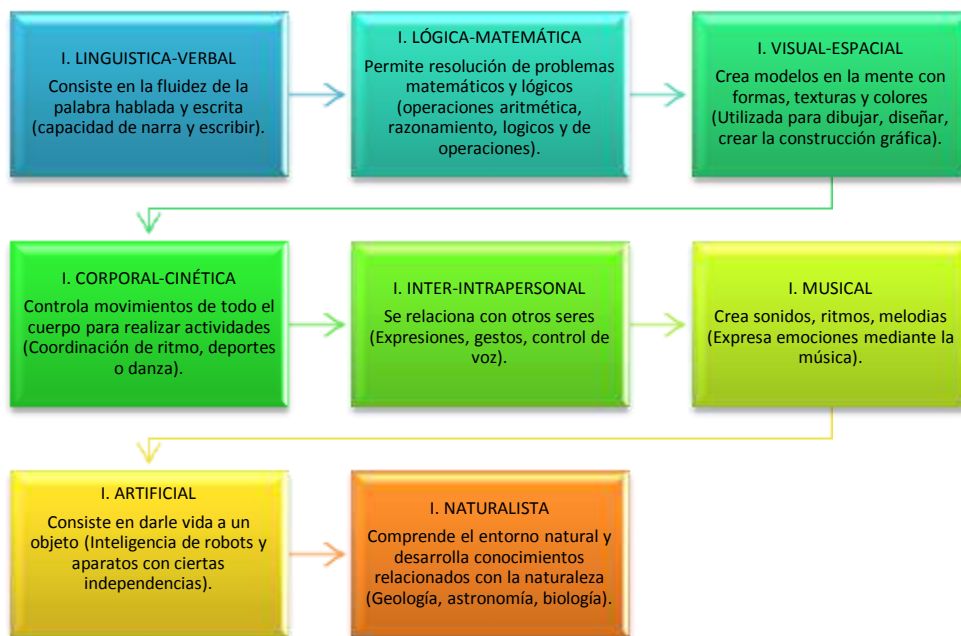 I. LINGUISTICA-VERBAL
Consiste en la fluidez de la
palabra hablada y escrita
(capacidad de narra y escribir).
I. LÓGICA-MATEMÁTICA
Permite resolución de problemas
matemáticos y lógicos
(operaciones aritmética,
razonamiento, logicos y de
operaciones).
I. VISUAL-ESPACIAL
Crea modelos en la mente con
formas, texturas y colores
(Utilizada para dibujar, diseñar,
crear la construcción gráfica).
I. CORPORAL-CINÉTICA
Controla movimientos de todo el
cuerpo para realizar actividades
(Coordinación de ritmo, deportes
o danza).
I. INTER-INTRAPERSONAL
Se relaciona con otros seres
(Expresiones, gestos, control de
voz).
I. MUSICAL
Crea sonidos, ritmos, melodias
(Expresa emociones mediante la
música).
I. ARTIFICIAL
Consiste en darle vida a un
objeto (Inteligencia de robots y
aparatos con ciertas
independencias).
I. NATURALISTA
Comprende el entorno natural y
desarrolla conocimientos
relacionados con la naturaleza
(Geología, astronomía, biología).